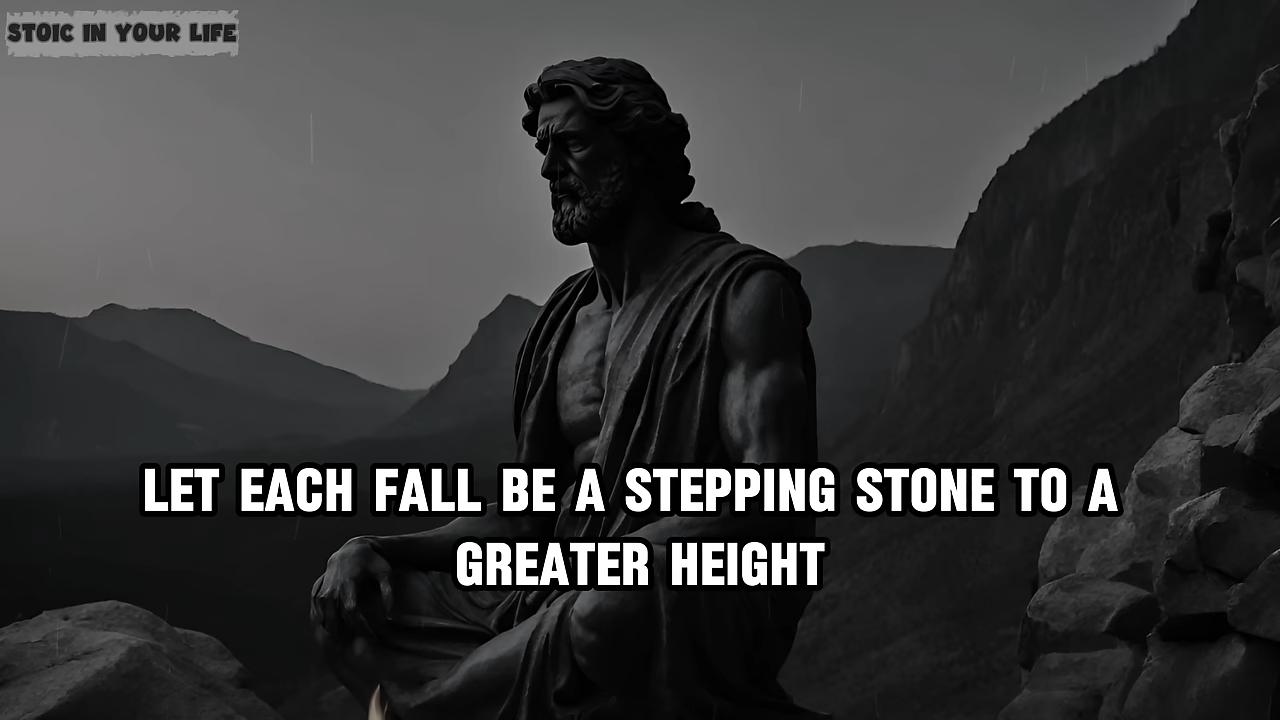 STOIC IN YOUR LIFE
LET EACH FALL BE A STEPPING STONE TO A
GREATER HEIGHT